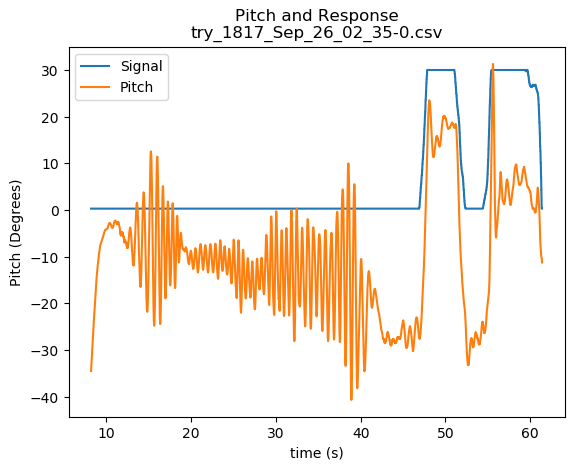 Pitch and Response
try_1817_Sep_26_02_35-0.csv
Signal
Pitch
30
20
10
0
−10
−20
−30
−40
Pitch (Degrees)
10 20 30 40 50 60
time (s)